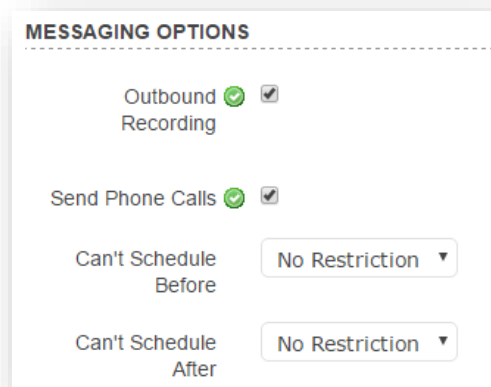 MESSAGING OPTIONS
Outbound
Recording
Send Phone Calls
Can't Schedule
Before
No Restriction
Can't Schedule
After
No Restriction